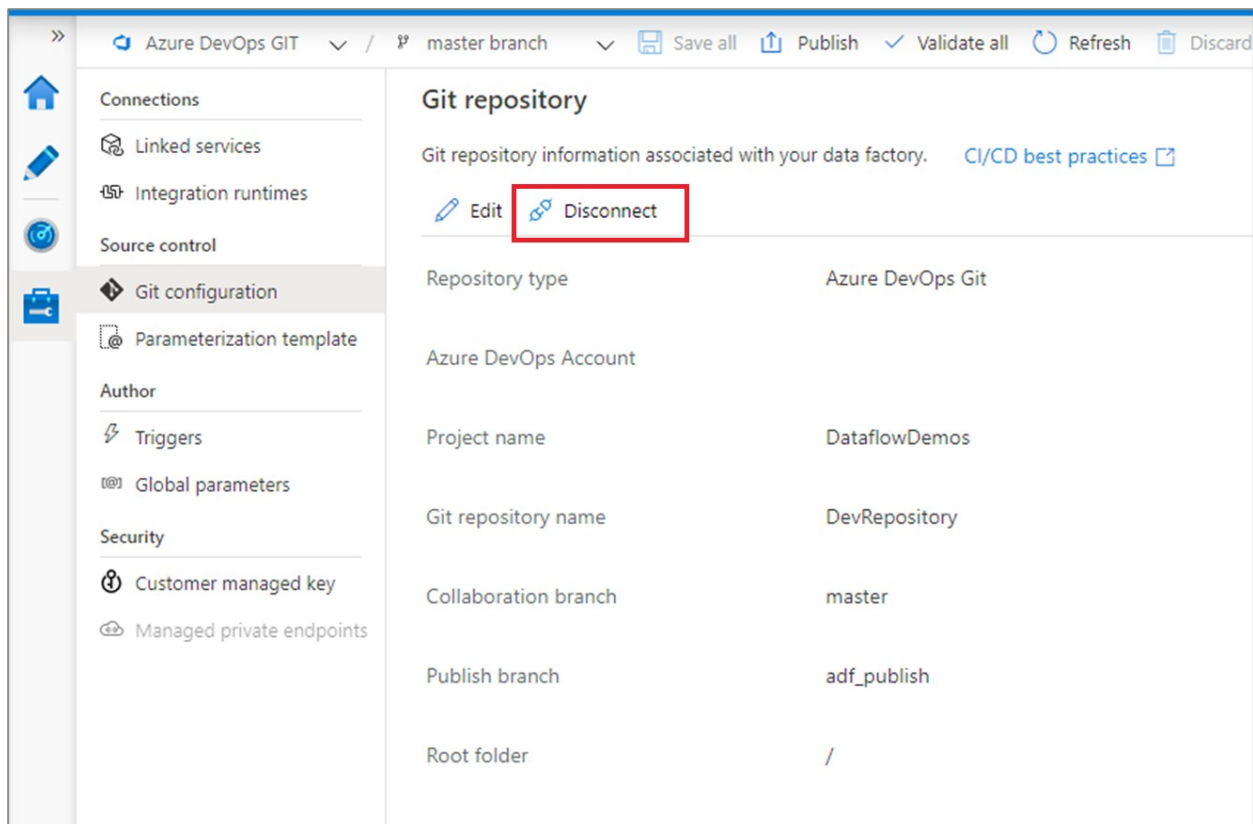 »
Azure DevOps GIT / master branch Save all Publish Validate all Refresh Discard
Connections
Linked services
Integration runtimes
Source control
Git configuration
Parameterization template
Author
Triggers
Global parameters
Security
Customer managed key
Managed private endpoints
Git repository
Git repository information associated with your data factory. CI/CD best practices
Edit Disconnect
Repository type Azure DevOps Git
Azure DevOps Account
Project name DataflowDemos
Git repository name DevRepository
Collaboration branch master
Publish branch adf_publish
Root folder /